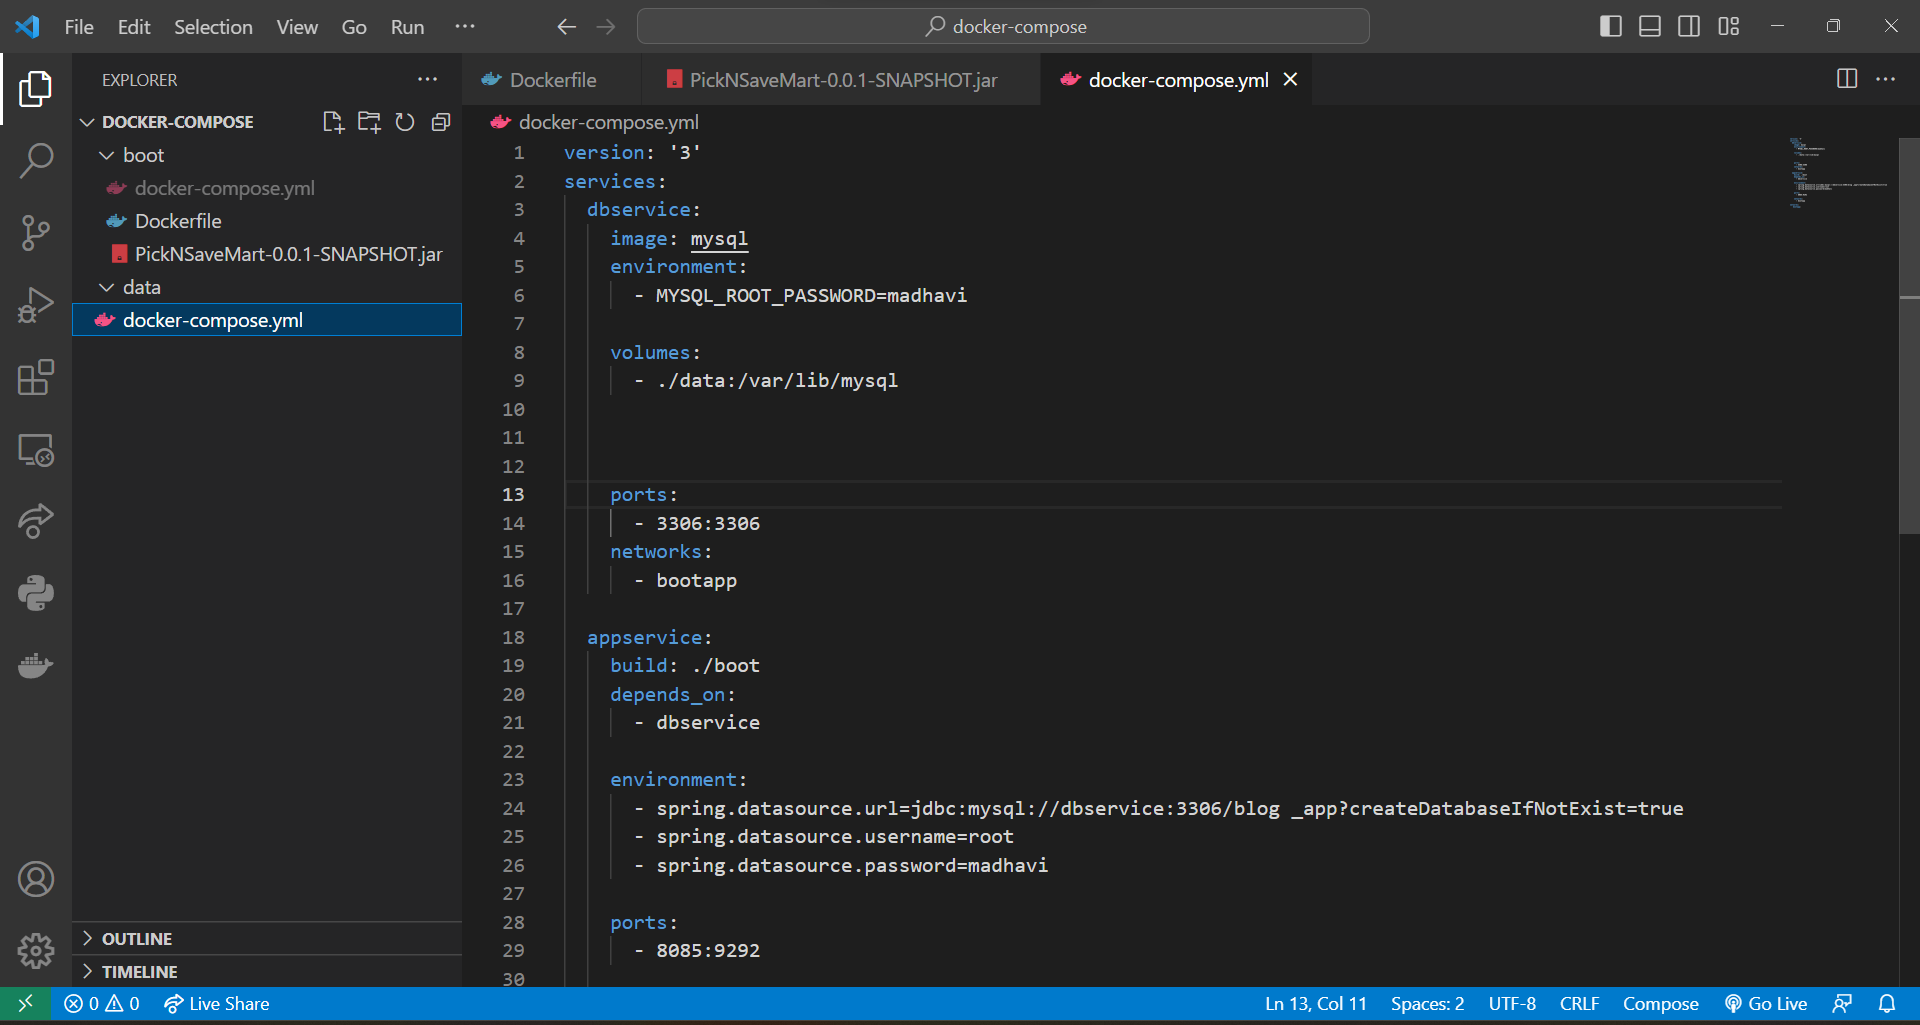 File Edit Selection View Go Run ··· docker-compose
EXPLORER ···
Dockerfile PickNSaveMart-0.0.1-SNAPSHOT.jar docker-compose.yml
DOCKER-COMPOSE
boot
docker-compose.yml
Dockerfile
PickNSaveMart-0.0.1-SNAPSHOT.jar
data
docker-compose.yml
OUTLINE
TIMELINE
docker-compose.yml
1 version: '3'
2 services:
3 dbservice:
4 image: mysql
5 environment:
6 - MYSQL_ROOT_PASSWORD=madhavi
7
8 volumes:
9 - ./data:/var/lib/mysql
10
11
12
13 ports:
14 - 3306:3306
15 networks:
16 - bootapp
17
18 appservice:
19 build: ./boot
20 depends_on:
21 - dbservice
22
23 environment:
24 - spring.datasource.url=jdbc:mysql://dbservice:3306/blog _app?createDatabaseIfNotExist=true
25 - spring.datasource.username=root
26 - spring.datasource.password=madhavi
27
28 ports:
29 - 8085:9292
30
0 0 Live Share Ln 13, Col 11 Spaces: 2 UTF-8 CRLF Compose Go Live